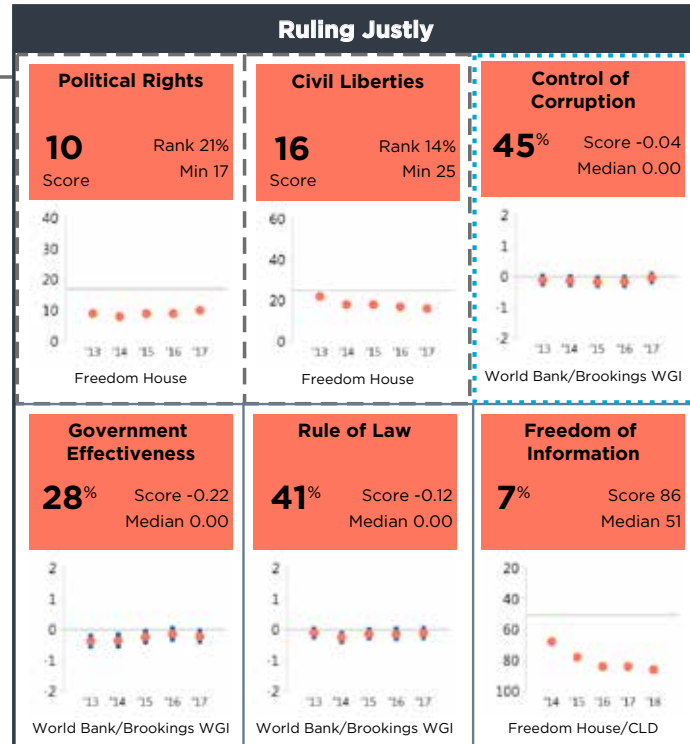 Ruling Justly
Political Rights
10
Score
Rank 21%
Min 17
40
30
20
10
0
'13 '14 '15 '16 '17
Freedom House
Civil Liberties
16
Score
Rank 14%
Min 25
60
40
20
0
'13 '14 '15 '16 '17
Freedom House
Control of
Corruption
45%
Score -0.04
Median 0.00
2
1
0
-1
-2
'13 '14 '15 '16 '17
World Bank/Brookings WGI
Government
Effectiveness
28%
Score -0.22
Median 0.00
2
1
0
-1
-2
'13 '14 '15 '16 '17
World Bank/Brookings WGI
Rule of Law
41%
Score -0.12
Median 0.00
2
1
0
-1
-2
'13 '14 '15 '16 '17
World Bank/Brookings WGI
Freedom of
Information
7%
Score 86
Median 51
20
40
60
80
100
'14 '15 '16 '17 '18
Freedom House/CLD